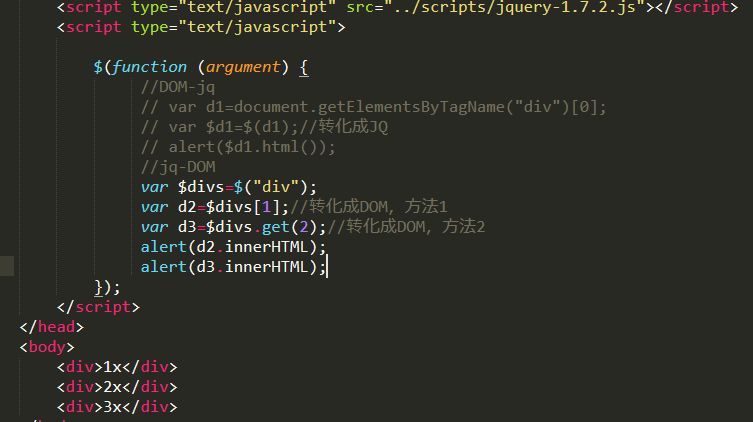 <script type="text/javascript" src="../scripts/jquery-1.7.2.js"></script>
<script type="text/javascript">
$(function (argument) {
//DOM-jq
// var d1=document.getElementsByTagName("div")[0];
// var $d1=$(d1);//转化成JQ
// alert($d1.html());
//jq-DOM
var $divs=$("div");
var d2=$divs[1];//转化成DOM, 方法1
var d3=$divs.get(2);//转化成DOM, 方法2
alert(d2.innerHTML);
alert(d3.innerHTML);
});
</script>
</head>
<body>
<div>1x</div>
<div>2x</div>
<div>3x</div>